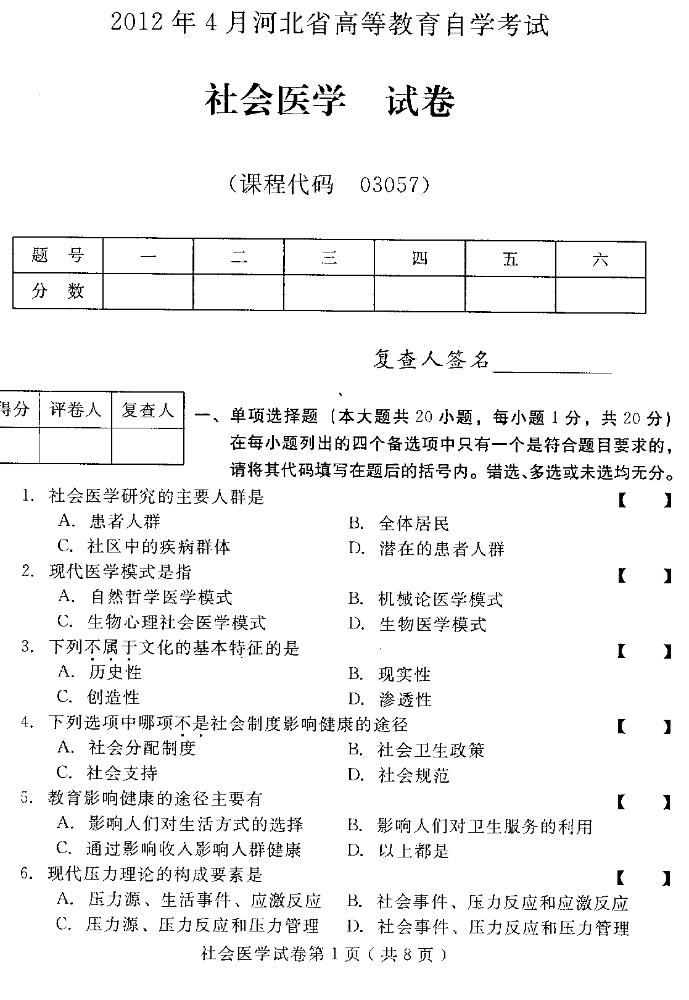 2012年4月河北省高等教育自学考试
社会医学 试卷
（课程代码 03057）
题 号 一 二 三 四 五 六
分 数
复查人签名
得分 评卷人 复查人
一、单项选择题（本大题共20小题，每小题1分，共20分）
在每小题列出的四个备选项中只有一个是符合题目要求的，
请将其代码填写在题后的括号内。错选、多选或未选均无分。
1. 社会医学研究的主要人群是 【 】
A. 患者人群 B. 全体居民
C. 社区中的疾病群体 D. 潜在的患者人群
2. 现代医学模式是指 【 】
A. 自然哲学医学模式 B. 机械论医学模式
C. 生物心理社会医学模式 D. 生物医学模式
3. 下列不属于文化的基本特征的是 【 】
A. 历史性 B. 现实性
C. 创造性 D. 渗透性
4. 下列选项中哪项不是社会制度影响健康的途径 【 】
A. 社会分配制度 B. 社会卫生政策
C. 社会支持 D. 社会规范
5. 教育影响健康的途径主要有 【 】
A. 影响人们对生活方式的选择 B. 影响人们对卫生服务的利用
C. 通过影响收入影响人群健康 D. 以上都是
6. 现代压力理论的构成要素是 【 】
A. 压力源、生活事件、应激反应 B. 社会事件、压力反应和应激反应
C. 压力源、压力反应和压力管理 D. 社会事件、压力反应和压力管理
社会医学试卷第1页（共8页）